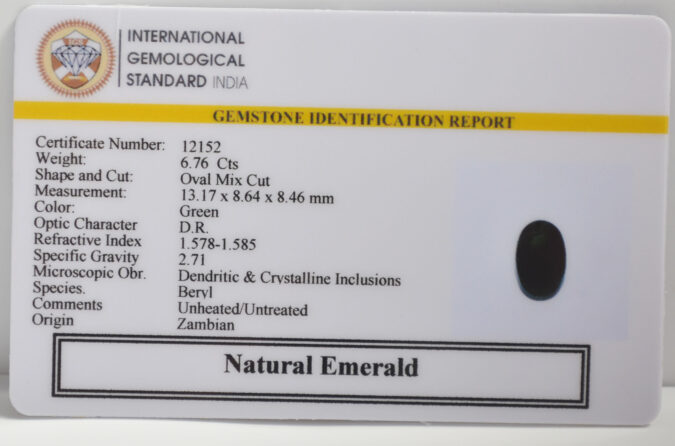 INTERNATIONAL
GEMOLOGICAL
STANDARD INDIA
GEMSTONE IDENTIFICATION REPORT
Certificate Number: 12152
Weight: 6.76 Cts
Shape and Cut: Oval Mix Cut
Measurement: 13.17 x 8.64 x 8.46 mm
Color: Green
Optic Character D.R.
Refractive Index 1.578-1.585
Specific Gravity 2.71
Microscopic Obr. Dendritic & Crystalline Inclusions
Species. Beryl
Comments Unheated/Untreated
Origin Zambian
Natural Emerald